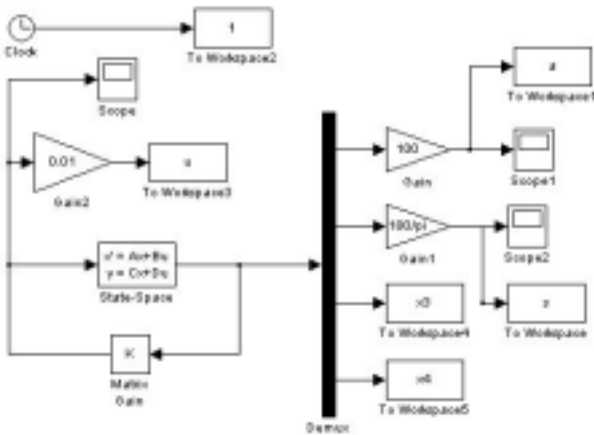 Clock
t
To Workspace2
Scope
0.01
Gain2
u
To Workspace3
x' = Ax+Bu
y = Cx+Du
State-Space
K
Matrix
Gain
Demux
100
Gain
To Workspace1
Scope1
100/pi
Gain1
Scope2
To Workspace
x3
To Workspace4
x4
To Workspace5